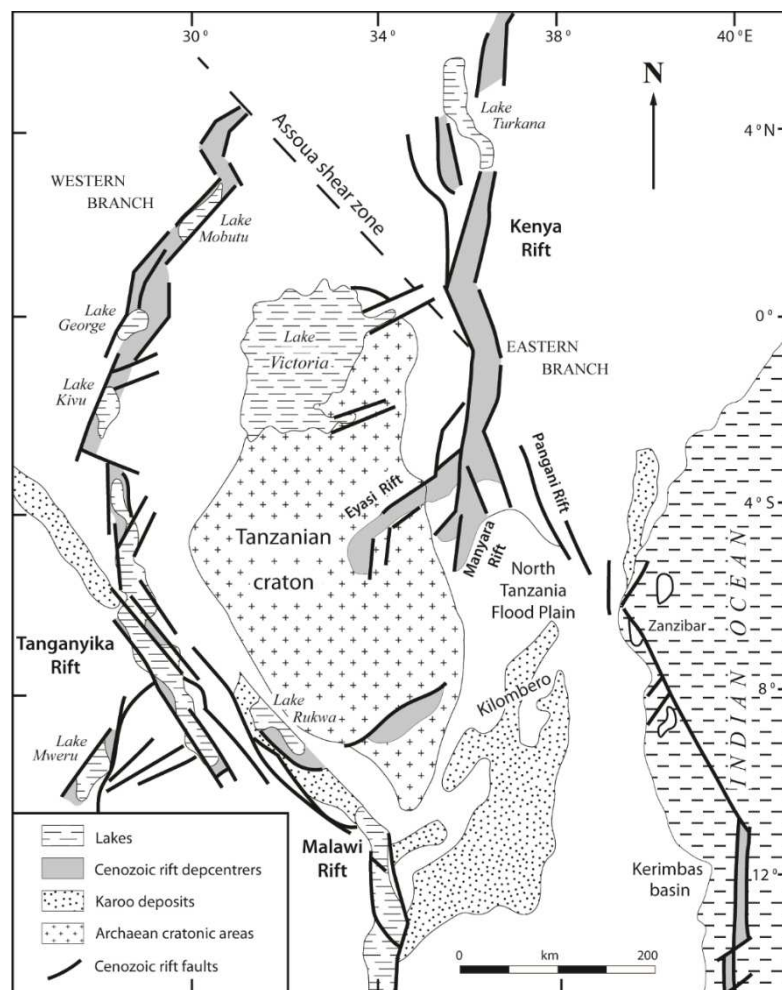 30°
34°
38°
40°E
N
Lake
Turkana
4°N
Assoua shear zone
WESTERN
BRANCH
Lake
Mobutu
Kenya
Rift
Lake
George
Lake
Victoria
0°
EASTERN
BRANCH
Lake
Kivu
Pangani Rift
Eyasi Rift
4°S
Manyara
Rift
Tanzanian
craton
North
Tanzania
Flood Plain
Zanzibar
INDIAN OCEAN
Tanganyika
Rift
Lake
Rukwa
Kilombero
8°
Lake
Mweru
Malawi
Rift
Kerimbas
basin
12°
Lakes
Cenozoic rift depcentrers
Karoo deposits
Archaean cratonic areas
Cenozoic rift faults
0 km 200